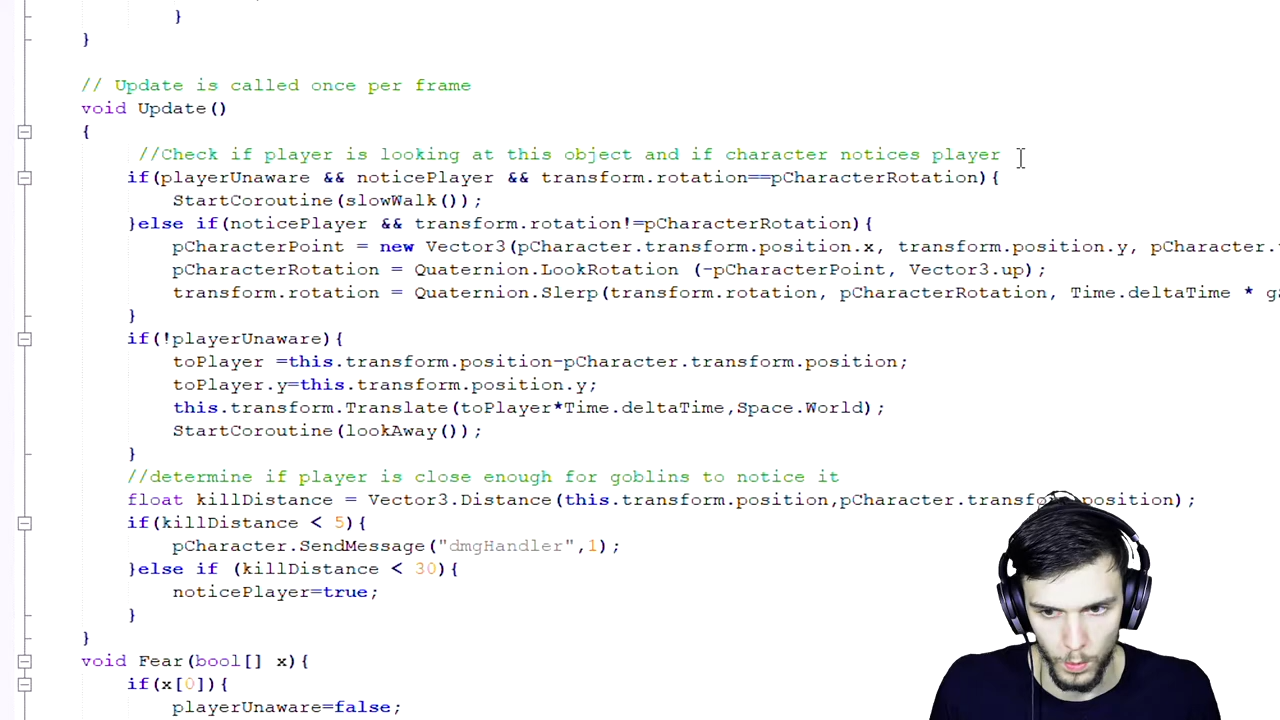 }
}
// Update is called once per frame
void Update()
{
//Check if player is looking at this object and if character notices player
if(playerUnaware && noticePlayer && transform.rotation==pCharacterRotation){
StartCoroutine(slowWalk());
}else if(noticePlayer && transform.rotation!=pCharacterRotation){
pCharacterPoint = new Vector3(pCharacter.transform.position.x, transform.position.y, pCharacter.
pCharacterRotation = Quaternion.LookRotation (-pCharacterPoint, Vector3.up);
transform.rotation = Quaternion.Slerp(transform.rotation, pCharacterRotation, Time.deltaTime *
}
if(!playerUnaware){
toPlayer =this.transform.position-pCharacter.transform.position;
toPlayer.y=this.transform.position.y;
this.transform.Translate(toPlayer*Time.deltaTime,Space.World);
StartCoroutine(lookAway());
}
//determine if player is close enough for goblins to notice it
float killDistance = Vector3.Distance(this.transform.position,pCharacter.transform.position);
if(killDistance < 5){
pCharacter.SendMessage("dmgHandler",1);
}else if (killDistance < 30){
noticePlayer=true;
}
}
void Fear(bool[] x){
if(x[0]){
playerUnaware=false;